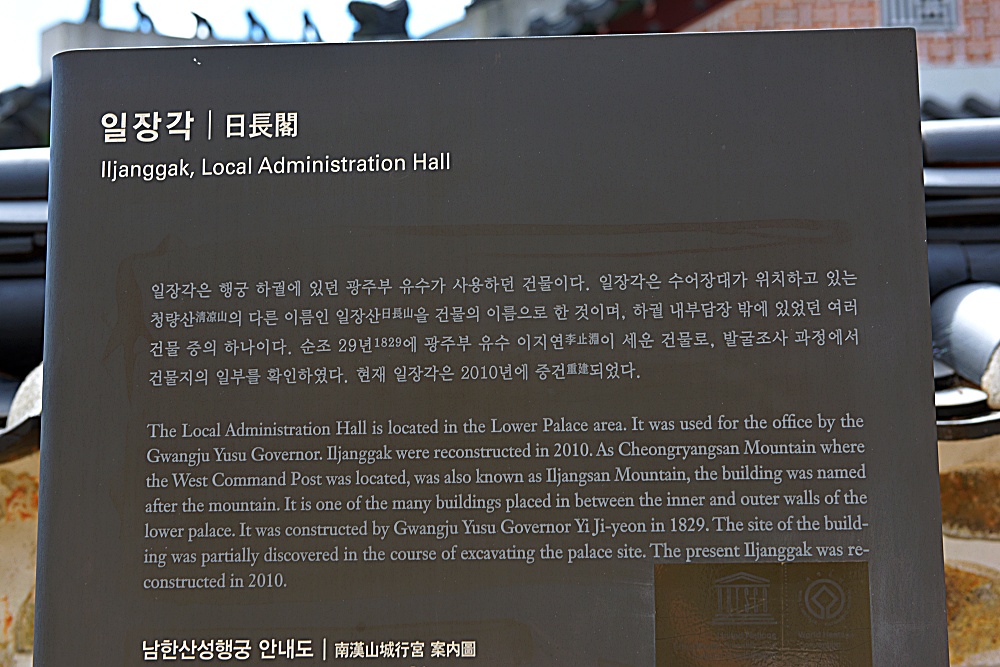 일장각 | 日長閣
Iljanggak, Local Administration Hall
일장각은 행궁 하궐에 있던 광주부 유수가 사용하던 건물이다. 일장각은 수어장대가 위치하고 있는
청량산淸凉山의 다른 이름인 일장산日長山을 건물의 이름으로 한 것이며, 하궐 내부담장 밖에 있었던 여러
건물 중의 하나이다. 순조 29년1829에 광주부 유수 이지연李止淵이 세운 건물로, 발굴조사 과정에서
건물지의 일부를 확인하였다. 현재 일장각은 2010년에 중건重建되었다.
The Local Administration Hall is located in the Lower Palace area. It was used for the office by the
Gwangju Yusu Governor. Iljanggak were reconstructed in 2010. As Cheongryangsan Mountain where
the West Command Post was located, was also known as Iljangsan Mountain, the building was named
after the mountain. It is one of the many buildings placed in between the inner and outer walls of the
lower palace. It was constructed by Gwangju Yusu Governor Yi Ji-yeon in 1829. The site of the build-
ing was partially discovered in the course of excavating the palace site. The present Iljanggak was re-
constructed in 2010.
남한산성행궁 안내도 | 南漢山城行宮 案內圖